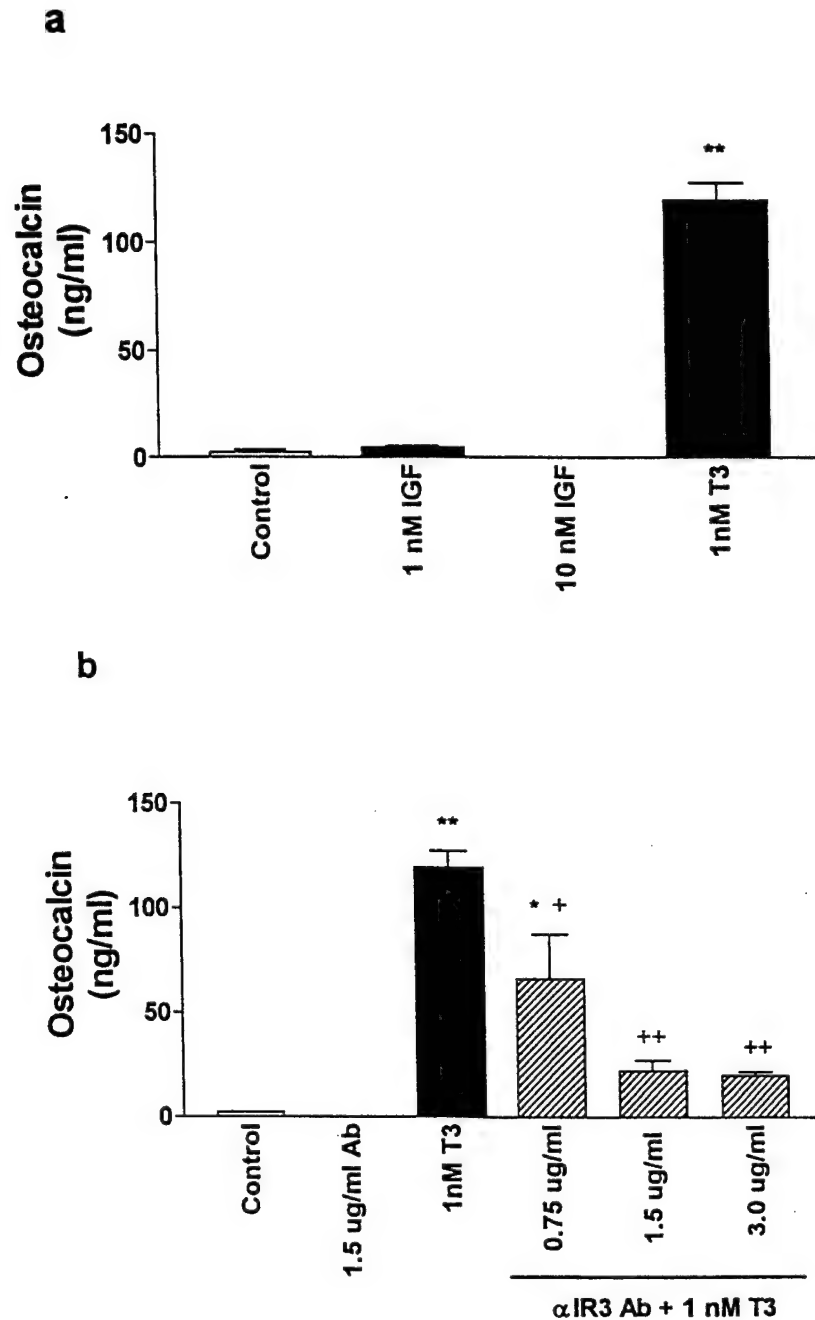 a
Osteocalcin
(ng/ml)
150
100
50
0
**
Control
1 nM IGF
10 nM IGF
1nM T3
b
Osteocalcin
(ng/ml)
150
100
50
0
**
* +
++
++
Control
1.5 ug/ml Ab
1nM T3
0.75 ug/ml
1.5 ug/ml
3.0 ug/ml
αIR3 Ab + 1 nM T3